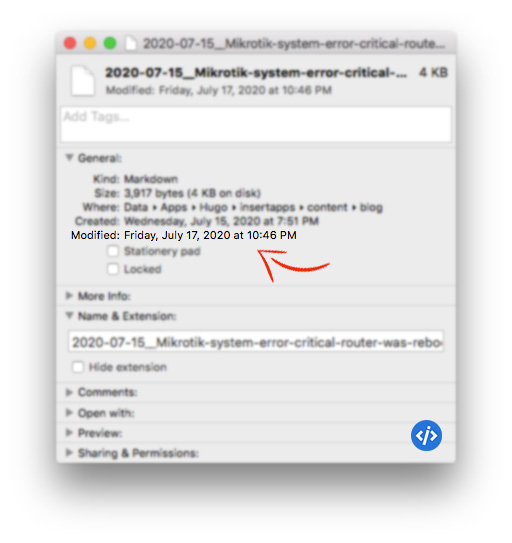 2020-07-15__Mikrotik-system-error-critical-route...
2020-07-15__Mikrotik-system-error-critical-... 4 KB
Modified: Friday, July 17, 2020 at 10:46 PM
Add Tags...
General:
Kind: Markdown
Size: 3,917 bytes (4 KB on disk)
Where: Data ▸ Apps ▸ Hugo ▸ insertapps ▸ content ▸ blog
Created: Wednesday, July 15, 2020 at 7:51 PM
Modified: Friday, July 17, 2020 at 10:46 PM
Stationery pad
Locked
More Info:
Name & Extension:
2020-07-15__Mikrotik-system-error-critical-router-was-reboo
Hide extension
Comments:
Open with:
Preview:
Sharing & Permissions: